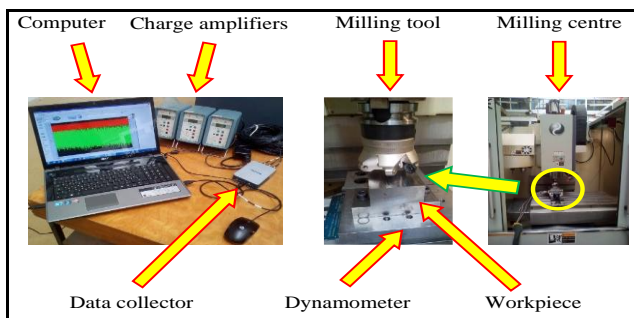 Computer
Charge amplifiers
Milling tool
Milling centre
Data collector
Dynamometer
Workpiece